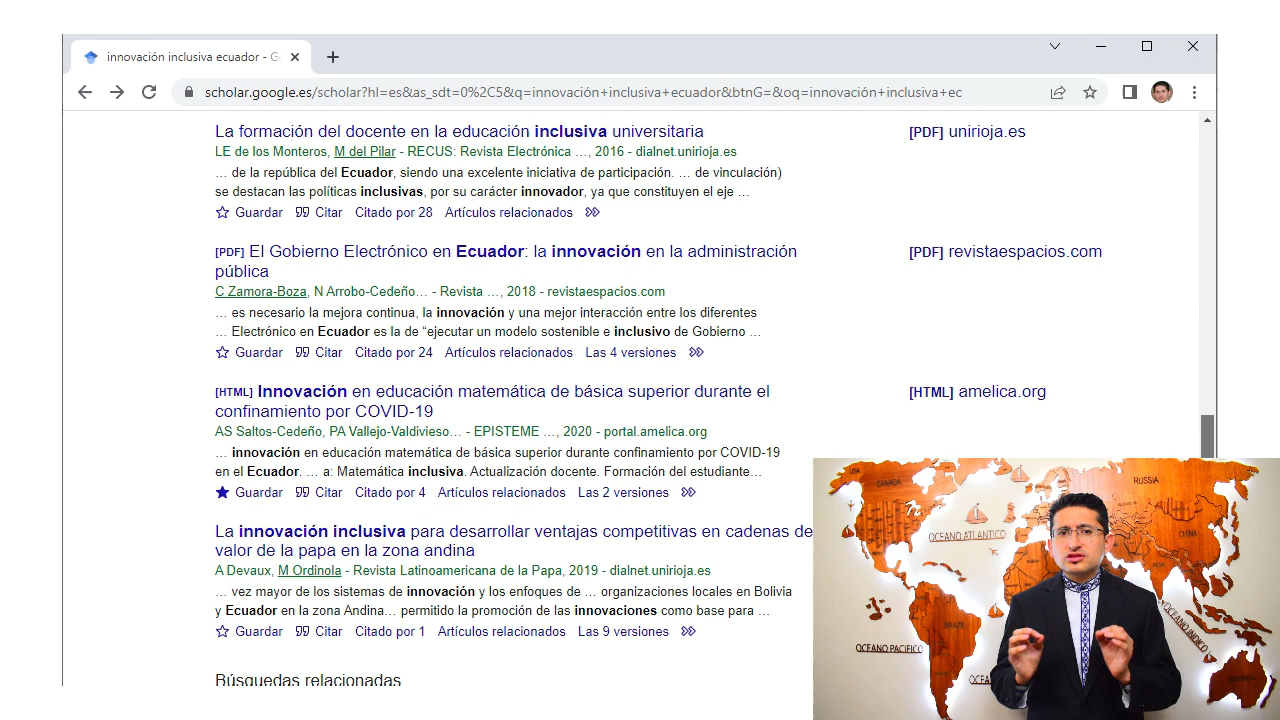 innovación inclusiva ecuador - Go
scholar.google.es/scholar?hl=es&as_sdt=0%2C5&q=innovación+inclusiva+ecuador&btnG=&oq=innovación+inclusiva+ec
La formación del docente en la educación inclusiva universitaria
[PDF] unirioja.es
LE de los Monteros, M del Pilar - RECUS: Revista Electrónica …, 2016 - dialnet.unirioja.es
… de la república del Ecuador, siendo una excelente iniciativa de participación. … de vinculación)
se destacan las políticas inclusivas, por su carácter innovador, ya que constituyen el eje …
Guardar Citar Citado por 28 Artículos relacionados
[PDF] El Gobierno Electrónico en Ecuador: la innovación en la administración
pública
[PDF] revistaespacios.com
C Zamora-Boza, N Arrobo-Cedeño… - Revista …, 2018 - revistaespacios.com
… es necesario la mejora continua, la innovación y una mejor interacción entre los diferentes
… Electrónico en Ecuador es la de “ejecutar un modelo sostenible e inclusivo de Gobierno …
Guardar Citar Citado por 24 Artículos relacionados Las 4 versiones
[HTML] Innovación en educación matemática de básica superior durante el
confinamiento por COVID-19
[HTML] amelica.org
AS Saltos-Cedeño, PA Vallejo-Valdivieso… - EPISTEME …, 2020 - portal.amelica.org
… innovación en educación matemática de básica superior durante confinamiento por COVID-19
en el Ecuador. … a: Matemática inclusiva. Actualización docente. Formación del estudiante…
Guardar Citar Citado por 4 Artículos relacionados Las 2 versiones
La innovación inclusiva para desarrollar ventajas competitivas en cadenas de
valor de la papa en la zona andina
A Devaux, M Ordinola - Revista Latinoamericana de la Papa, 2019 - dialnet.unirioja.es
… vez mayor de los sistemas de innovación y los enfoques de … organizaciones locales en Bolivia
y Ecuador en la zona Andina… permitido la promoción de las innovaciones como base para …
Guardar Citar Citado por 1 Artículos relacionados Las 9 versiones
Búsquedas relacionadas
CANADA
RUSSIA
CHINA
OCEANO ATLANTICO
BRAZIL
OCEANO PACIFICO
OCEANO INDICO